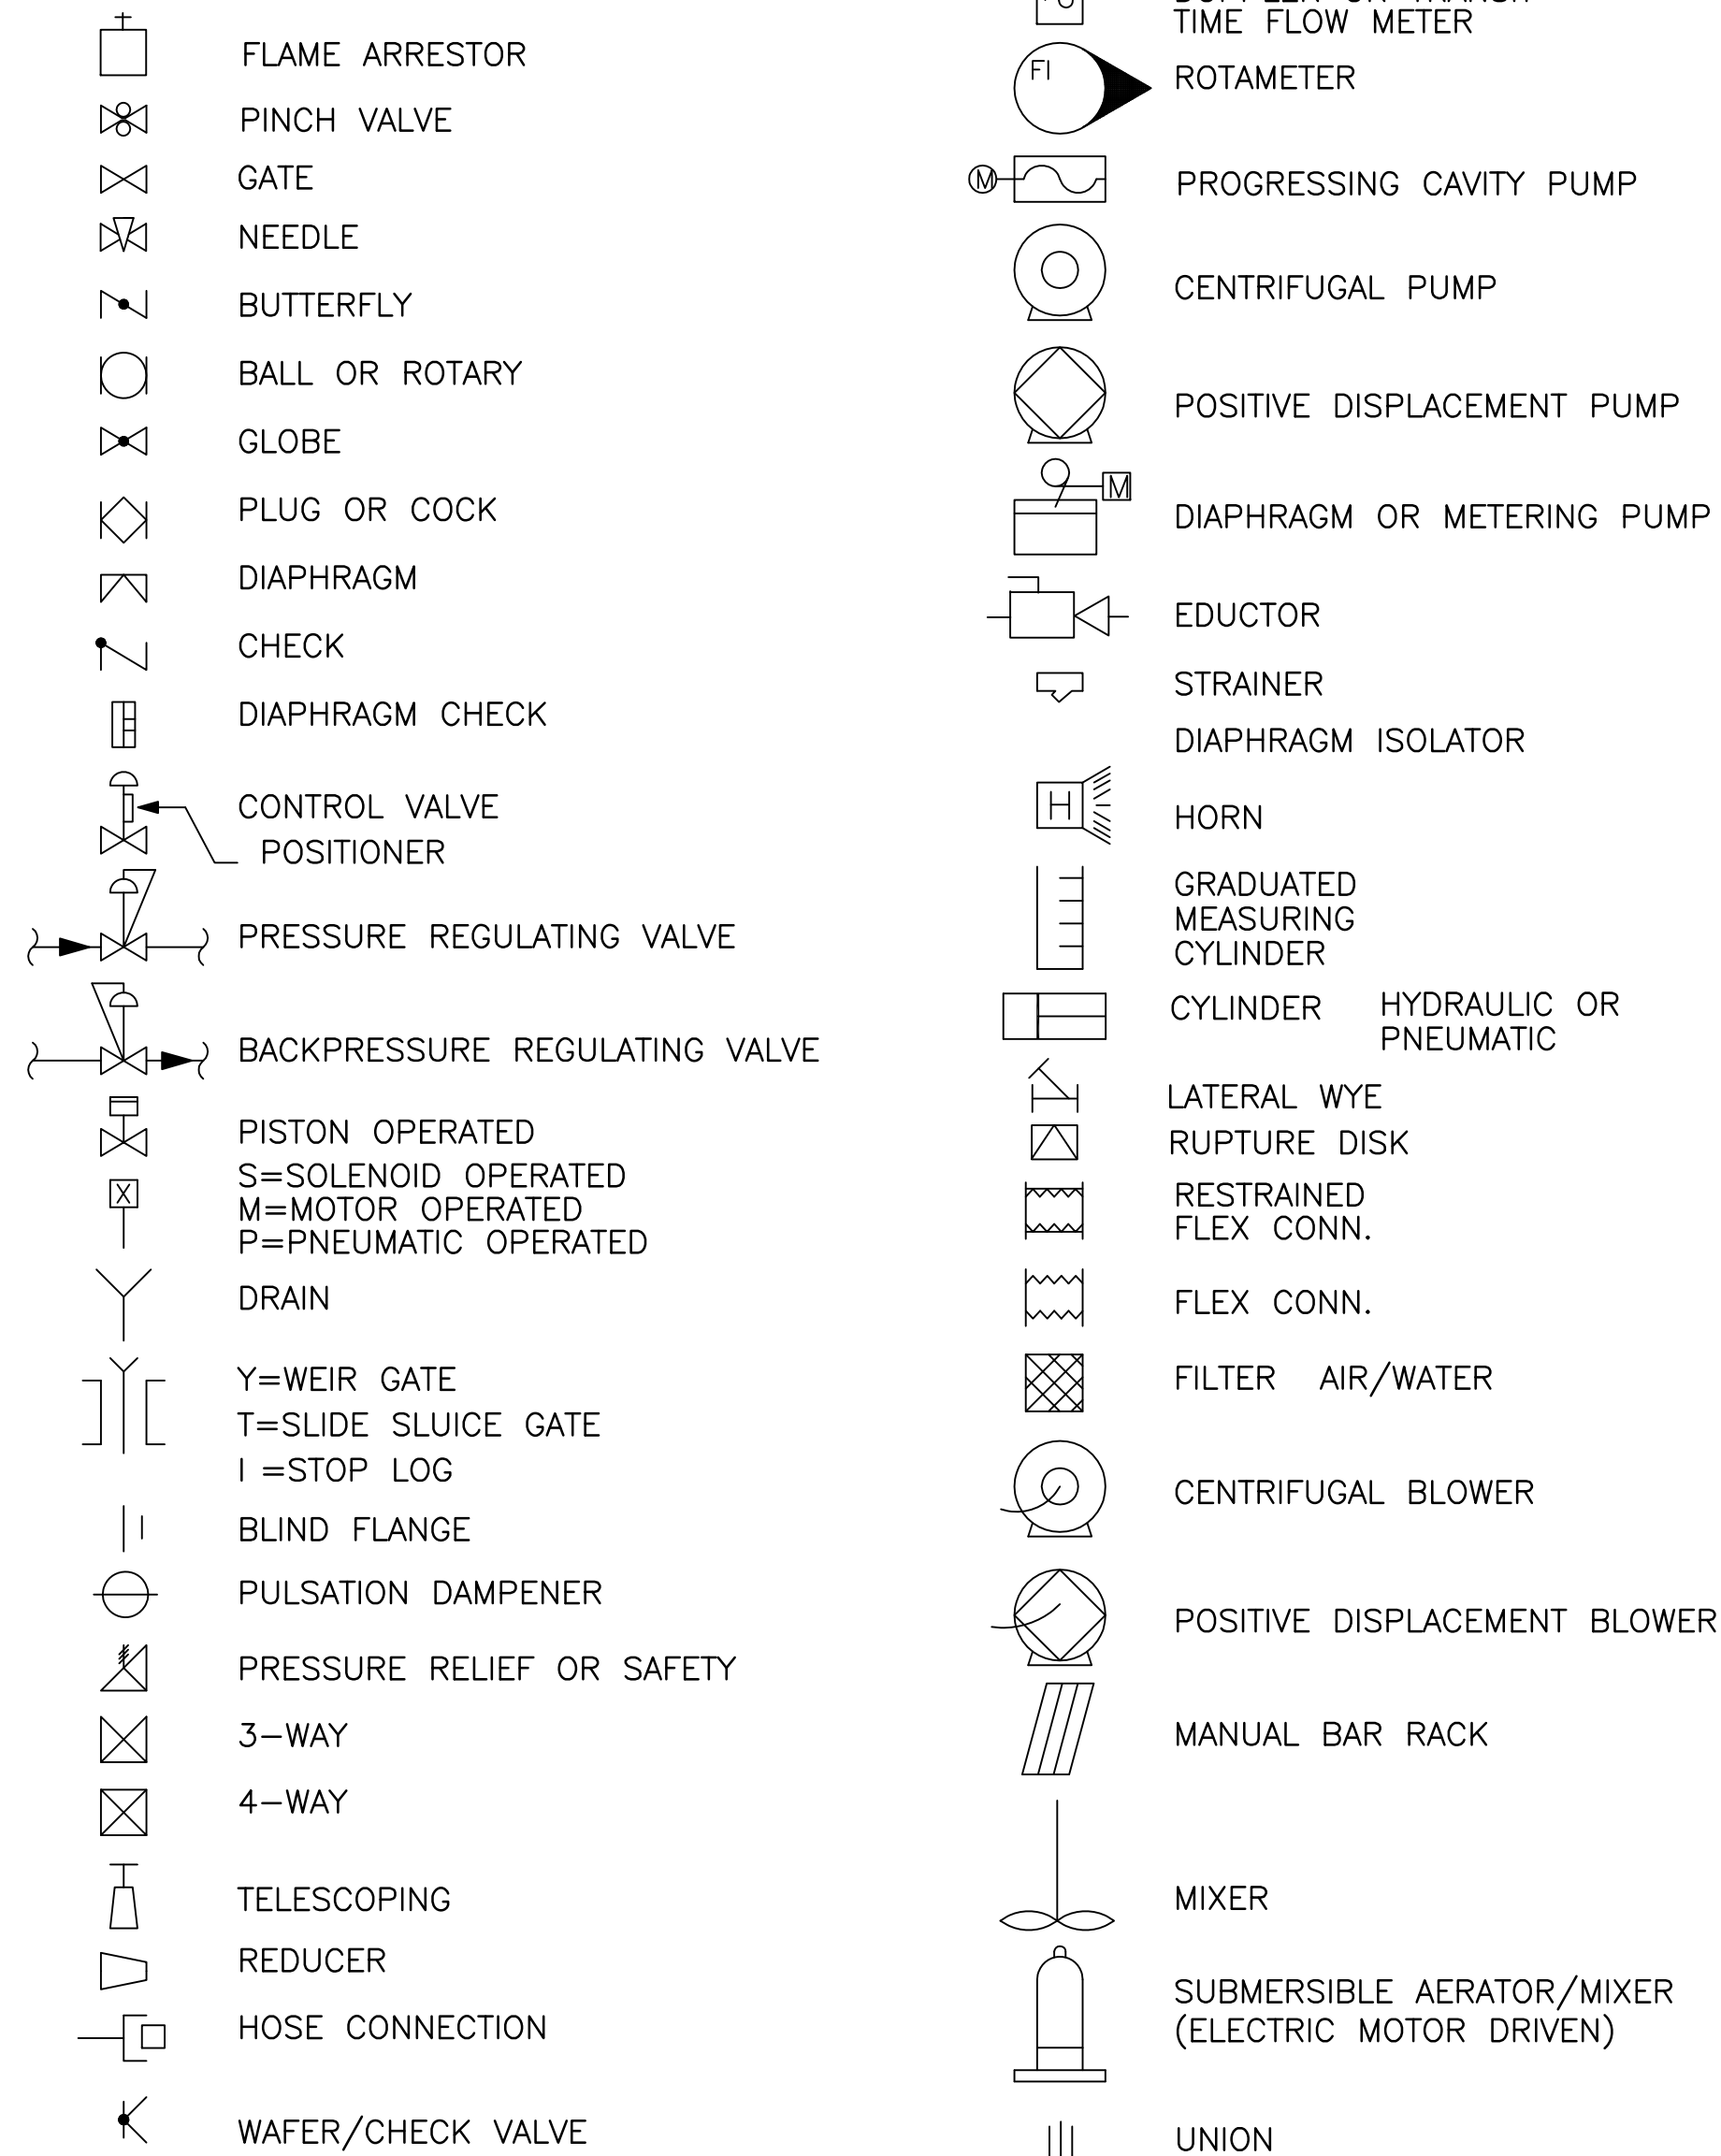 FLAME ARRESTOR
PINCH VALVE
GATE
NEEDLE
BUTTERFLY
BALL OR ROTARY
GLOBE
PLUG OR COCK
DIAPHRAGM
CHECK
DIAPHRAGM CHECK
CONTROL VALVE
POSITIONER
PRESSURE REGULATING VALVE
BACKPRESSURE REGULATING VALVE
PISTON OPERATED
X
S=SOLENOID OPERATED
M=MOTOR OPERATED
P=PNEUMATIC OPERATED
DRAIN
Y=WEIR GATE
T=SLIDE SLUICE GATE
I =STOP LOG
BLIND FLANGE
PULSATION DAMPENER
PRESSURE RELIEF OR SAFETY
3-WAY
4-WAY
TELESCOPING
REDUCER
HOSE CONNECTION
WAFER/CHECK VALVE
TIME FLOW METER
FI
ROTAMETER
M
PROGRESSING CAVITY PUMP
CENTRIFUGAL PUMP
POSITIVE DISPLACEMENT PUMP
M
DIAPHRAGM OR METERING PUMP
EDUCTOR
STRAINER
DIAPHRAGM ISOLATOR
H
HORN
GRADUATED
MEASURING
CYLINDER
CYLINDER HYDRAULIC OR
PNEUMATIC
LATERAL WYE
RUPTURE DISK
RESTRAINED
FLEX CONN.
FLEX CONN.
FILTER AIR/WATER
CENTRIFUGAL BLOWER
POSITIVE DISPLACEMENT BLOWER
MANUAL BAR RACK
MIXER
SUBMERSIBLE AERATOR/MIXER
(ELECTRIC MOTOR DRIVEN)
UNION